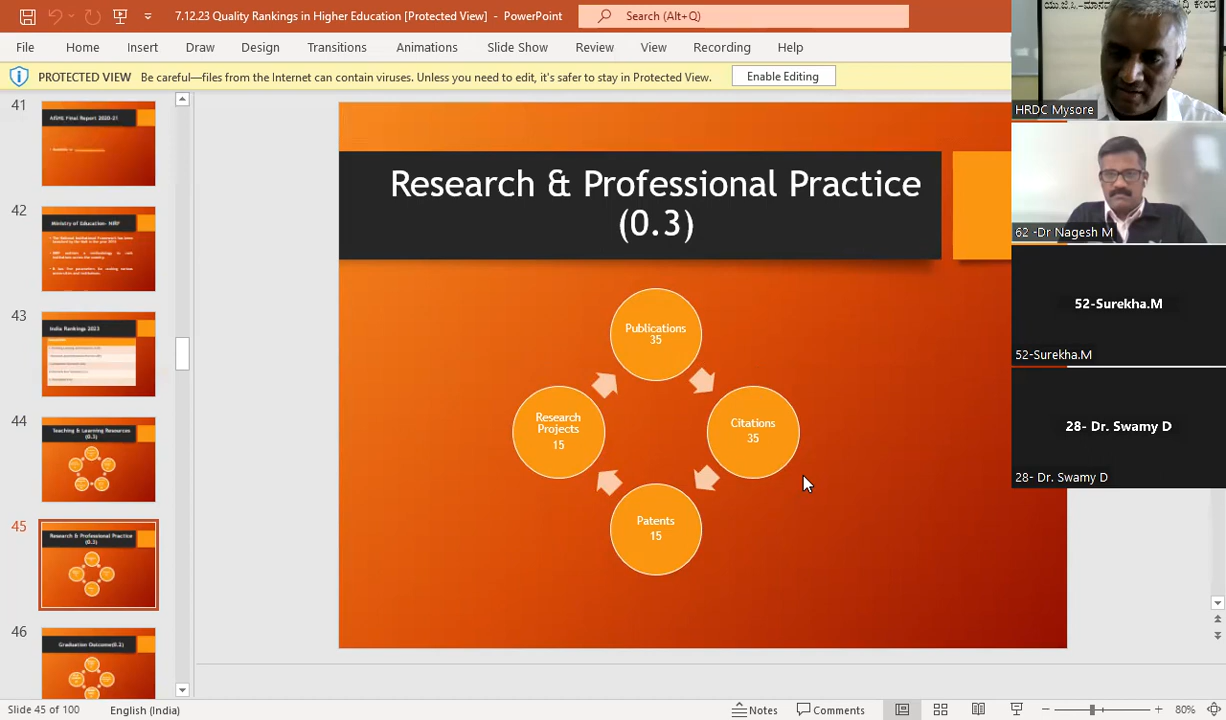 7.12.23 Quality Rankings in Higher Education [Protected View] - PowerPoint
Search (Alt+Q)
File Home Insert Draw Design Transitions Animations Slide Show Review View Recording Help
PROTECTED VIEW Be careful—files from the Internet can contain viruses. Unless you need to edit, it's safer to stay in Protected View. Enable Editing
41
AISHE Final Report 2020-21
42
Ministry of Education- NIRF
43
India Rankings 2023
44
Teaching & Learning Resources
(0.3)
45
Research & Professional Practice
(0.3)
46
Graduation Outcome(0.2)
Research & Professional Practice
(0.3)
Publications
35
Citations
35
Patents
15
Research
Projects
15
HRDC Mysore
62 -Dr Nagesh M
52-Surekha.M
52-Surekha.M
28- Dr. Swamy D
28- Dr. Swamy D
Slide 45 of 100 English (India) Notes Comments 80%